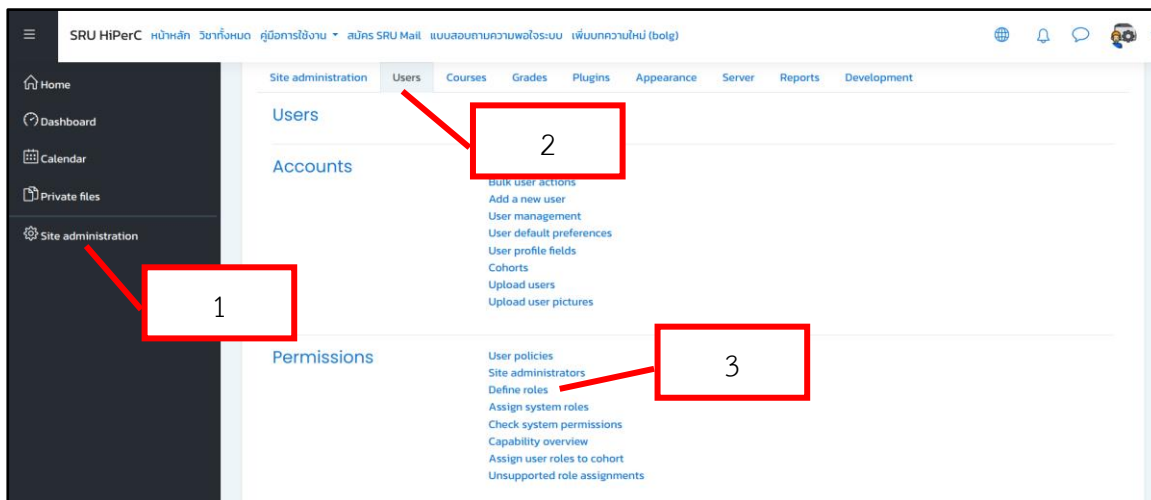 SRU HiPerC หน้าหลัก วิชาทั้งหมด คู่มือการใช้งาน สมัคร SRU Mail แบบสอบถามความพอใจระบบ เพิ่มบทความใหม่ (bolg)
Home
Dashboard
Calendar
Private files
Site administration
1
Site administration Users Courses Grades Plugins Appearance Server Reports Development
Users
2
Accounts
Bulk user actions
Add a new user
User management
User default preferences
User profile fields
Cohorts
Upload users
Upload user pictures
Permissions
User policies
Site administrators
Define roles
3
Assign system roles
Check system permissions
Capability overview
Assign user roles to cohort
Unsupported role assignments